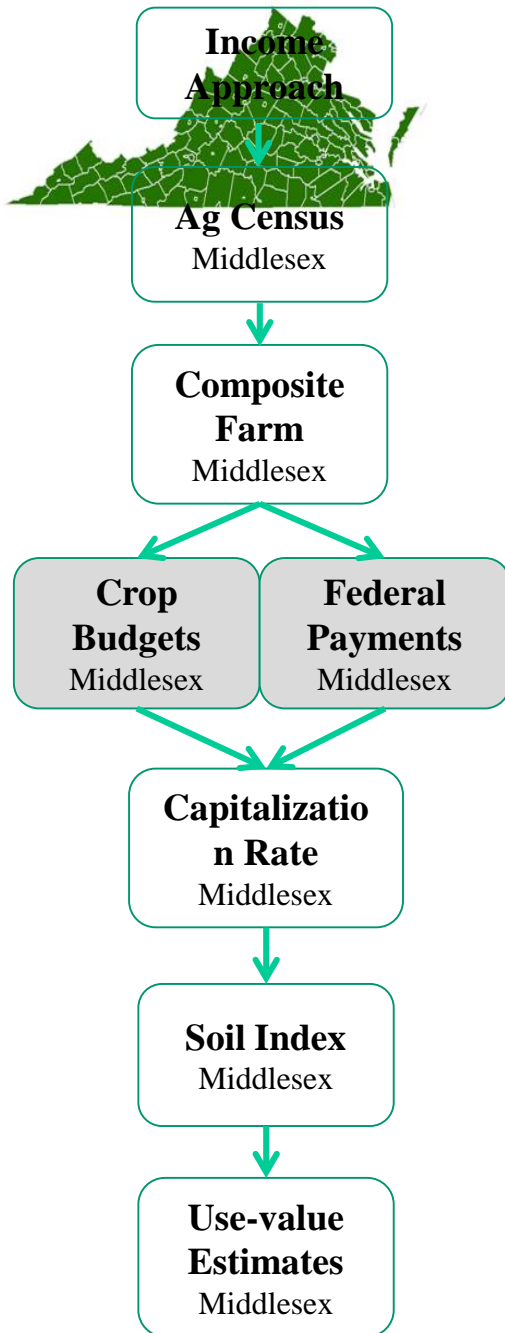 Income
Approach
Ag Census
Middlesex
Composite
Farm
Middlesex
Crop
Budgets
Middlesex
Federal
Payments
Middlesex
Capitalizatio
n Rate
Middlesex
Soil Index
Middlesex
Use-value
Estimates
Middlesex